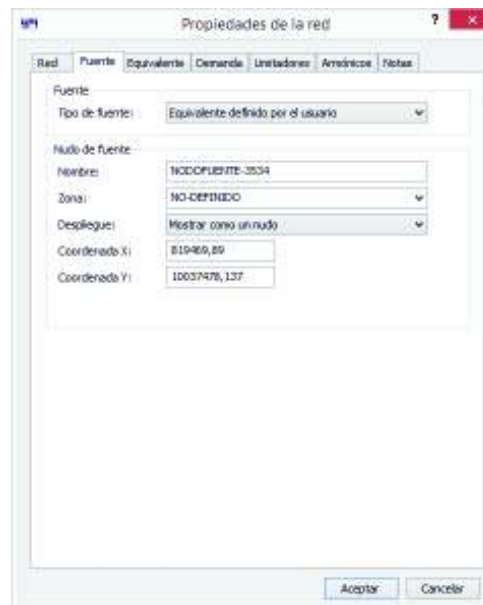 Propiedades de la red ?
Red Fuente Equivalente Demanda Limitadores Armónicos Notas
Fuente
Tipo de fuente: Equivalente definido por el usuario
Nudo de fuente
Nombre: NODOFUENTE-3534
Zona: NO-DEFINIDO
Despliegue: Mostrar como un nudo
Coordenada X: 819469,89
Coordenada Y: 10037478,137
Aceptar Cancelar